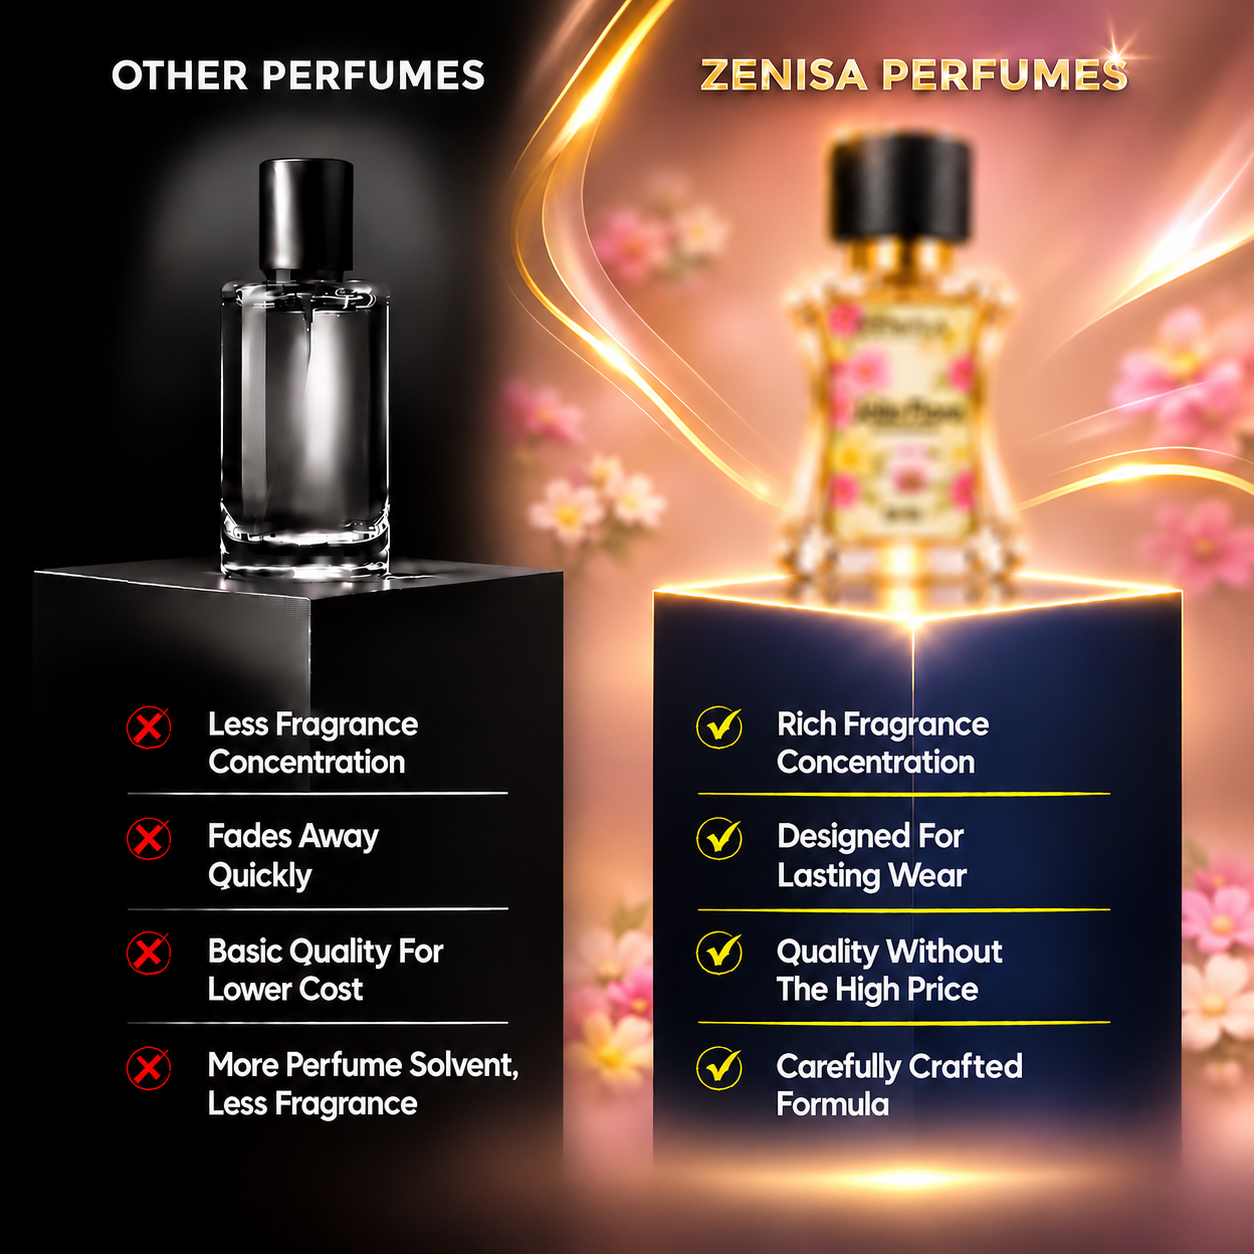 OTHER PERFUMES
Less Fragrance
Concentration
Fades Away
Quickly
Basic Quality For
Lower Cost
More Perfume Solvent,
Less Fragrance
ZENISA PERFUMES
Rich Fragrance
Concentration
Designed For
Lasting Wear
Quality Without
The High Price
Carefully Crafted
Formula